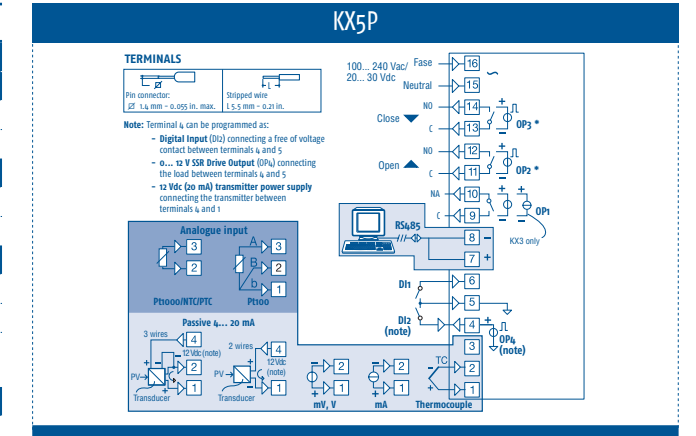 KX5P
TERMINALS
Pin connector:
Ø 1.4 mm - 0.055 in. max.
L
Stripped wire
L 5.5 mm - 0.21 in.
Note: Terminal 4 can be programmed as:
- Digital Input (DI2) connecting a free of voltage
contact between terminals 4 and 5
- 0... 12 V SSR Drive Output (OP4) connecting
the load between terminals 4 and 5
- 12 Vdc (20 mA) transmitter power supply
connecting the transmitter between
terminals 4 and 1
Analogue input
3
2
Pt1000/NTC/PTC
A
B
b
3
2
1
Pt100
Passive 4... 20 mA
3 wires
4
12Vdc (note)
2
1
PV
Transducer
2 wires
4
12Vdc
(note)
1
PV
Transducer
2
1
mV, V
2
1
mA
TC
3
2
1
Thermocouple
100... 240 Vac/
20... 30 Vdc
Fase
16
Neutral
15
Close
NO
14
C
13
OP3 *
Open
NO
12
C
11
OP2 *
NA
10
C
9
OP1
KX3 only
RS485
8 -
7 +
DI1
6
5
DI2
(note)
4
OP4
(note)